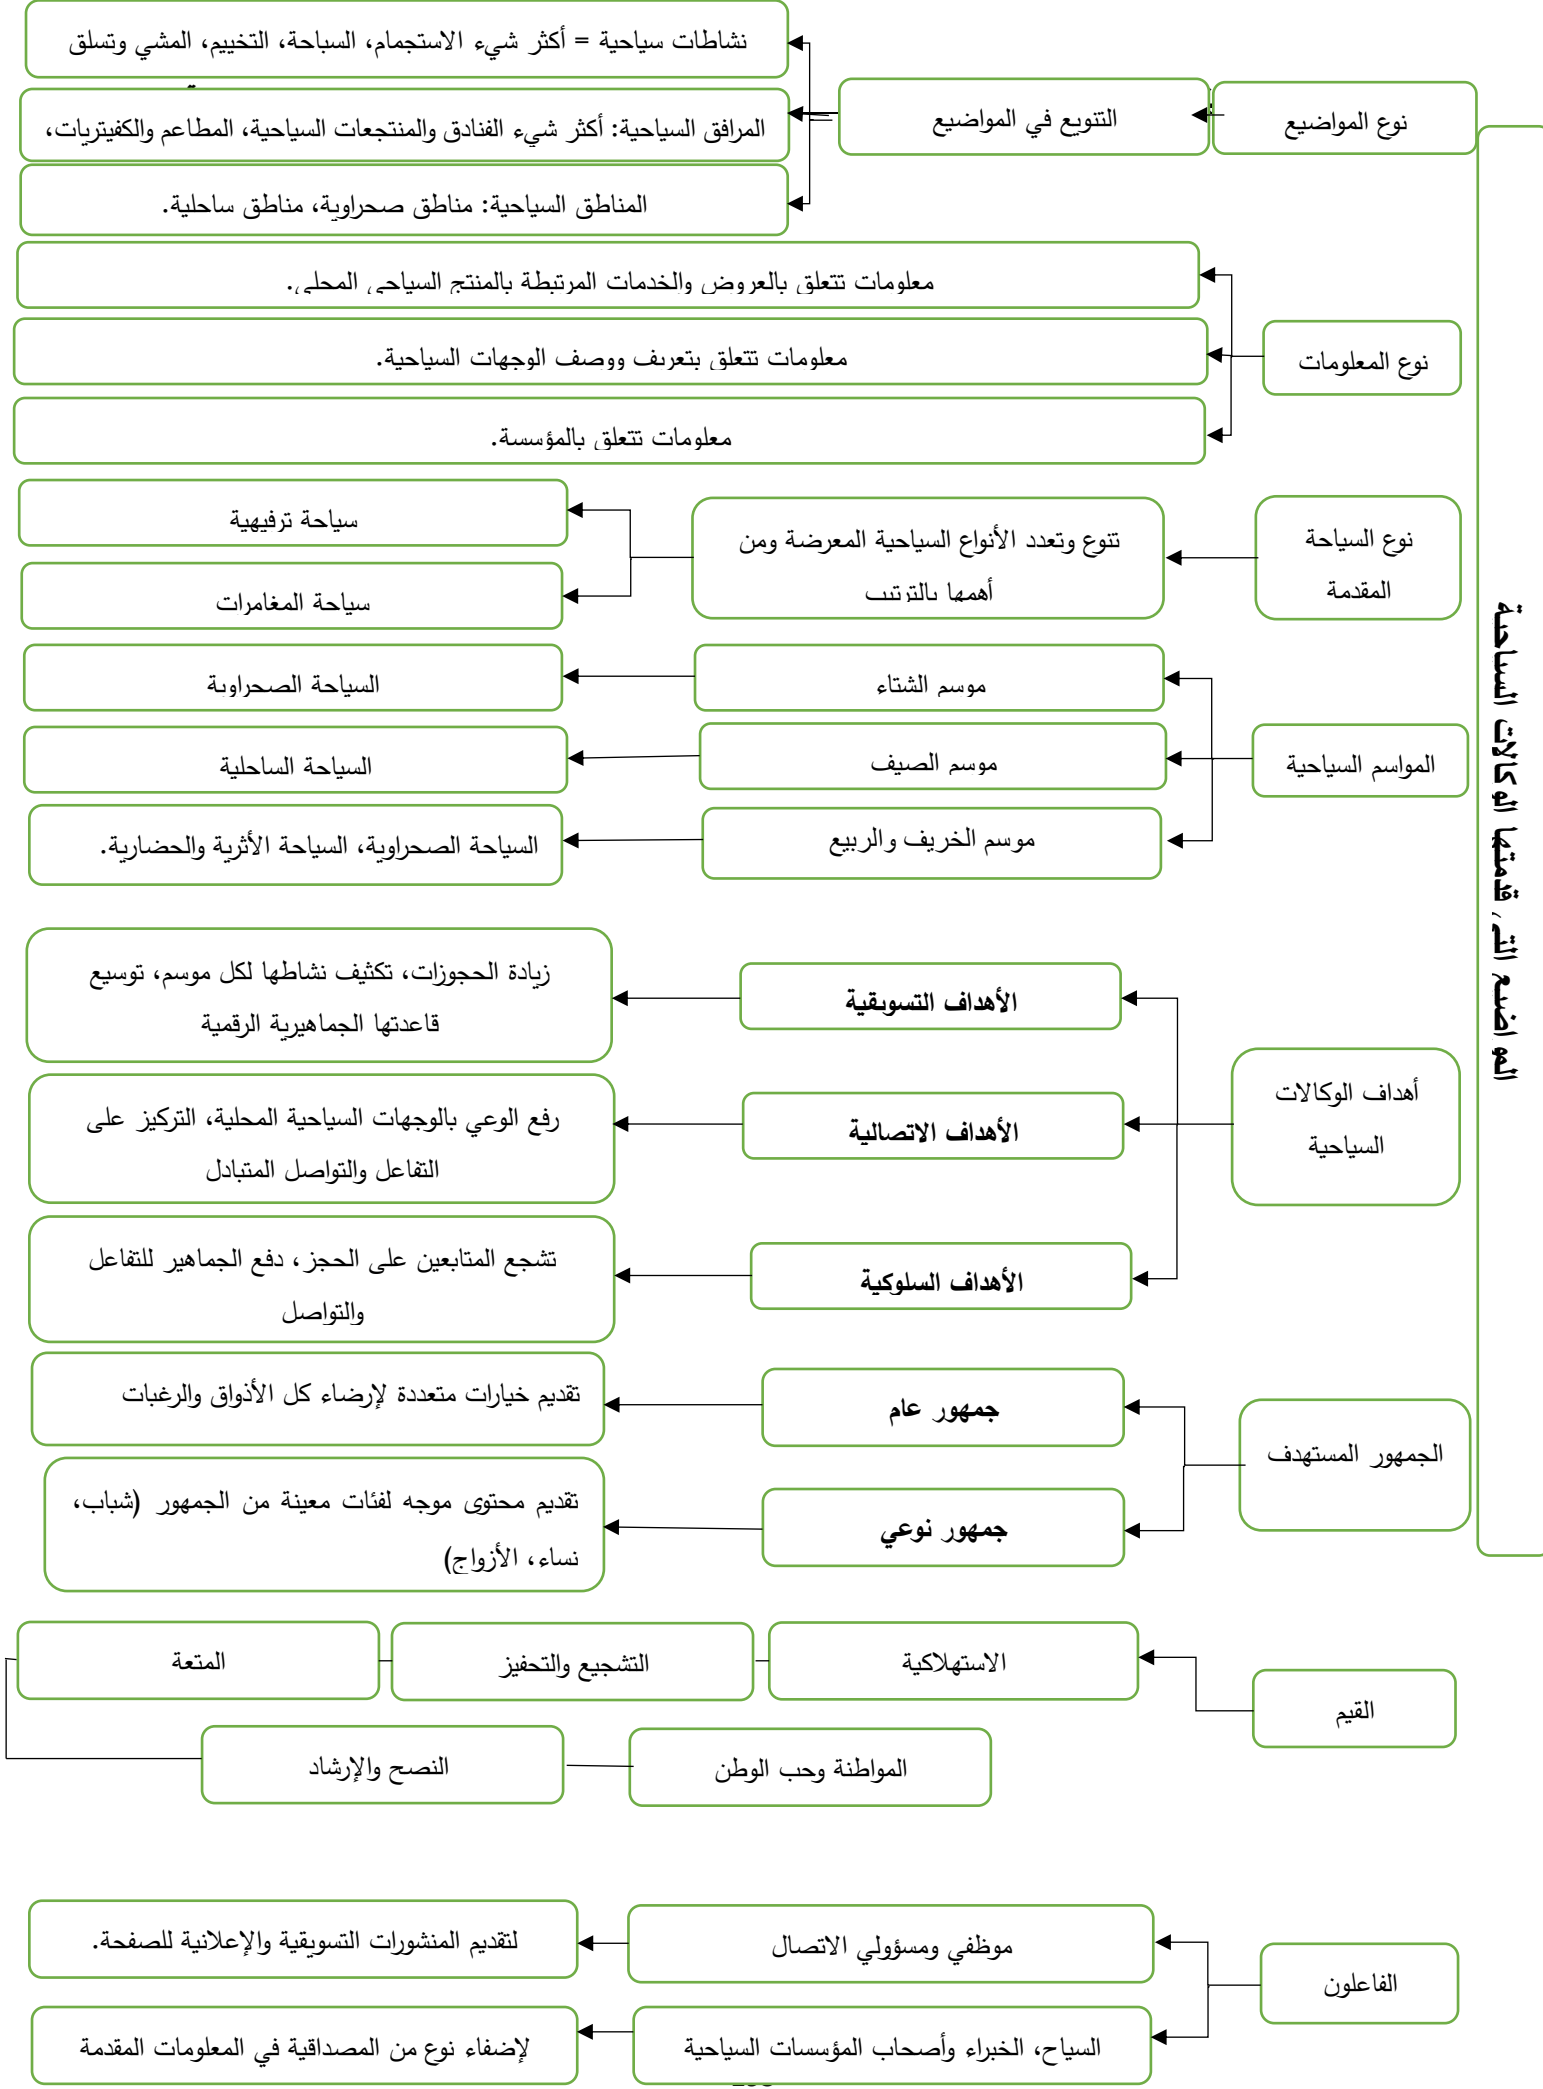 المواضيع التي قدمتها الوكالات السياحية
نوع المواضيع
التنويع في المواضيع
نشاطات سياحية = أكثر شيء الاستجمام، السباحة، التخييم، المشي وتسلق
المرافق السياحية: أكثر شيء الفنادق والمنتجعات السياحية، المطاعم والكفيتريات،
المناطق السياحية: مناطق صحراوية، مناطق ساحلية.
نوع المعلومات
معلومات تتعلق بالعروض والخدمات المرتبطة بالمنتج السياحي المحلي.
معلومات تتعلق بتعريف ووصف الوجهات السياحية.
معلومات تتعلق بالمؤسسة.
نوع السياحة
المقدمة
تنوع وتعدد الأنواع السياحية المعرضة ومن
أهمها بالترتيب
سياحة ترفيهية
سياحة المغامرات
المواسم السياحية
موسم الشتاء
السياحة الصحراوية
موسم الصيف
السياحة الساحلية
موسم الخريف والربيع
السياحة الصحراوية، السياحة الأثرية والحضارية.
أهداف الوكالات
السياحية
الأهداف التسويقية
زيادة الحجوزات، تكثيف نشاطها لكل موسم، توسيع
قاعدتها الجماهيرية الرقمية
الأهداف الاتصالية
رفع الوعي بالوجهات السياحية المحلية، التركيز على
التفاعل والتواصل المتبادل
الأهداف السلوكية
تشجع المتابعين على الحجز، دفع الجماهير للتفاعل
والتواصل
الجمهور المستهدف
جمهور عام
تقديم خيارات متعددة لإرضاء كل الأذواق والرغبات
جمهور نوعي
تقديم محتوى موجه لفئات معينة من الجمهور (شباب،
نساء، الأزواج)
القيم
الاستهلاكية
التشجيع والتحفيز
المتعة
النصح والإرشاد
المواطنة وحب الوطن
الفاعلون
موظفي ومسؤولي الاتصال
لتقديم المنشورات التسويقية والإعلانية للصفحة.
السياح، الخبراء وأصحاب المؤسسات السياحية
لإضفاء نوع من المصداقية في المعلومات المقدمة